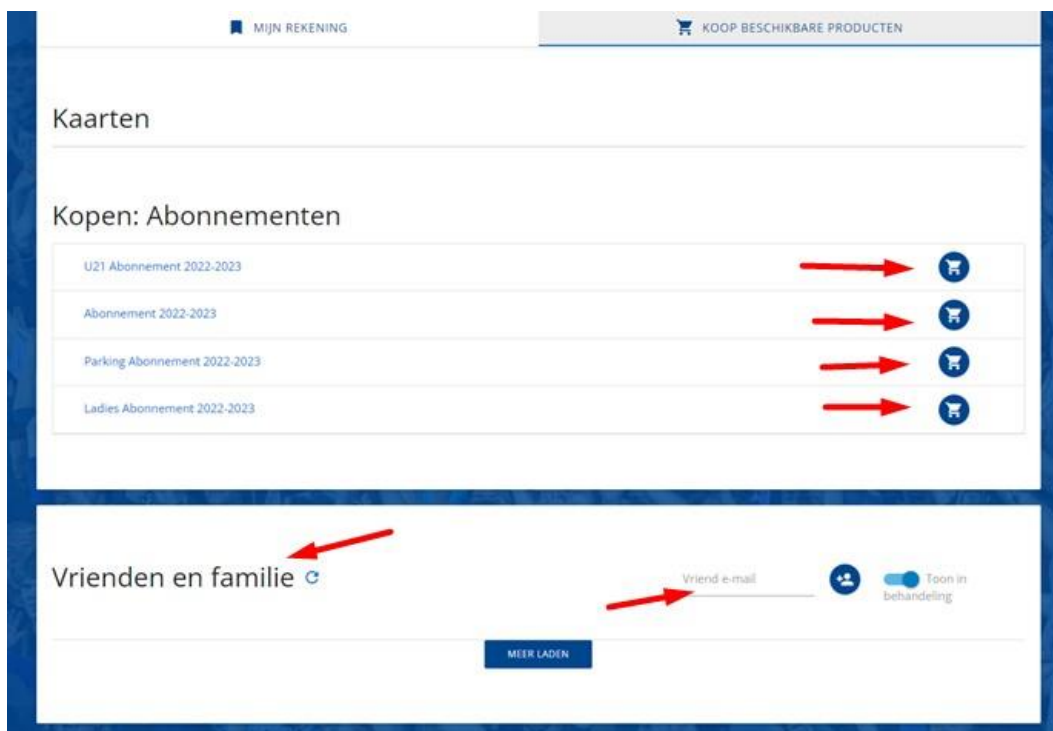 MIJN REKENING
KOOP BESCHIKBARE PRODUCTEN
Kaarten
Kopen: Abonnementen
U21 Abonnement 2022-2023
Abonnement 2022-2023
Parking Abonnement 2022-2023
Ladies Abonnement 2022-2023
Vrienden en familie
Vriend e-mail
Toon in
behandeling
MEER LADEN